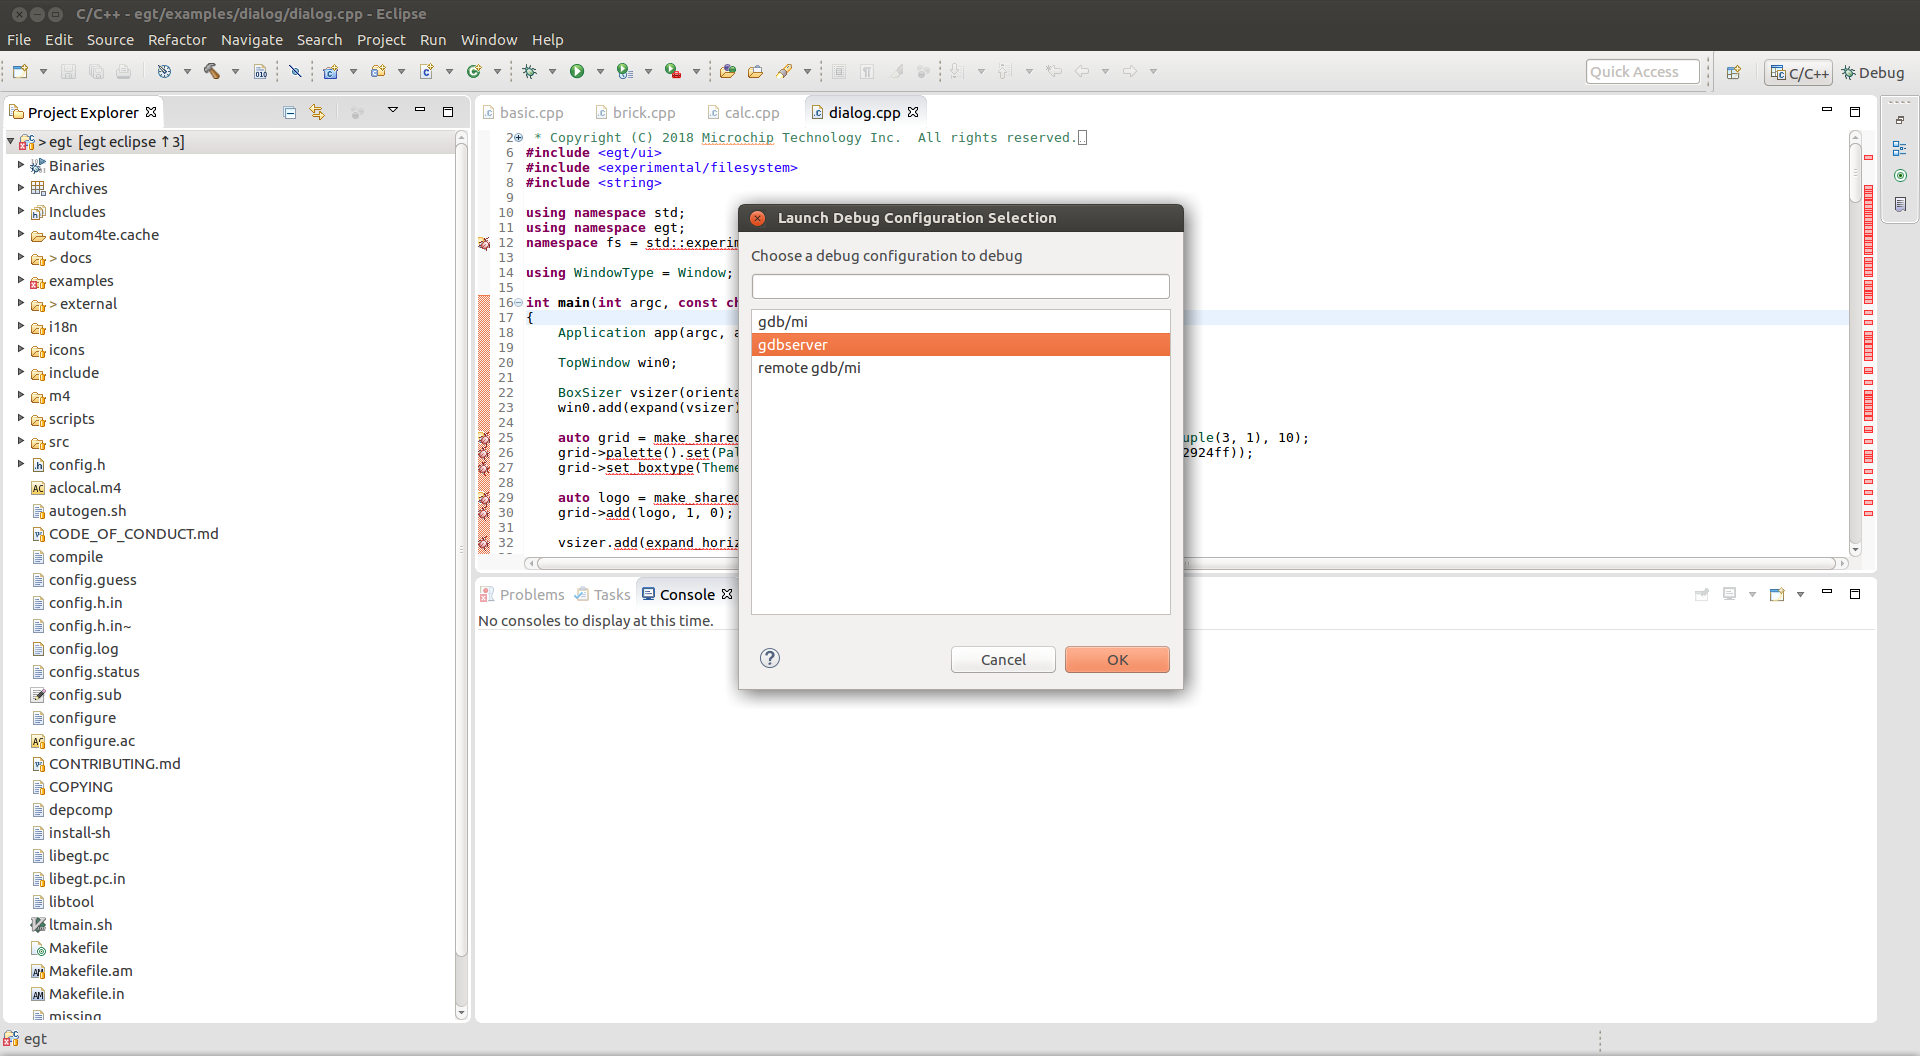 C/C++ - egt/examples/dialog/dialog.cpp - Eclipse
File Edit Source Refactor Navigate Search Project Run Window Help
Quick Access
C/C++
Debug
Project Explorer
> egt [egt eclipse ↑3]
Binaries
Archives
Includes
autom4te.cache
> docs
examples
> external
i18n
icons
include
m4
scripts
src
config.h
aclocal.m4
autogen.sh
CODE_OF_CONDUCT.md
compile
config.guess
config.h.in
config.h.in~
config.log
config.status
config.sub
configure
configure.ac
CONTRIBUTING.md
COPYING
depcomp
install-sh
libegt.pc
libegt.pc.in
libtool
ltmain.sh
Makefile
Makefile.am
Makefile.in
missing
basic.cpp
brick.cpp
calc.cpp
dialog.cpp
2 * Copyright (C) 2018 Microchip Technology Inc.  All rights reserved.
6 #include <egt/ui>
7 #include <experimental/filesystem>
8 #include <string>
9
10 using namespace std;
11 using namespace egt;
12 namespace fs = std::experim
13
14 using WindowType = Window;
15
16 int main(int argc, const ch
17 {
18     Application app(argc, a
19
20     TopWindow win0;
21
22     BoxSizer vsizer(orienta
23     win0.add(expand(vsizer)
24
25     auto grid = make_shared uple(3, 1), 10);
26     grid->palette().set(Pal 2924ff));
27     grid->set_boxtype(Theme
28
29     auto logo = make_shared
30     grid->add(logo, 1, 0);
31
32     vsizer.add(expand_horiz
Launch Debug Configuration Selection
Choose a debug configuration to debug
gdb/mi
gdbserver
remote gdb/mi
Cancel
OK
Problems
Tasks
Console
No consoles to display at this time.
egt